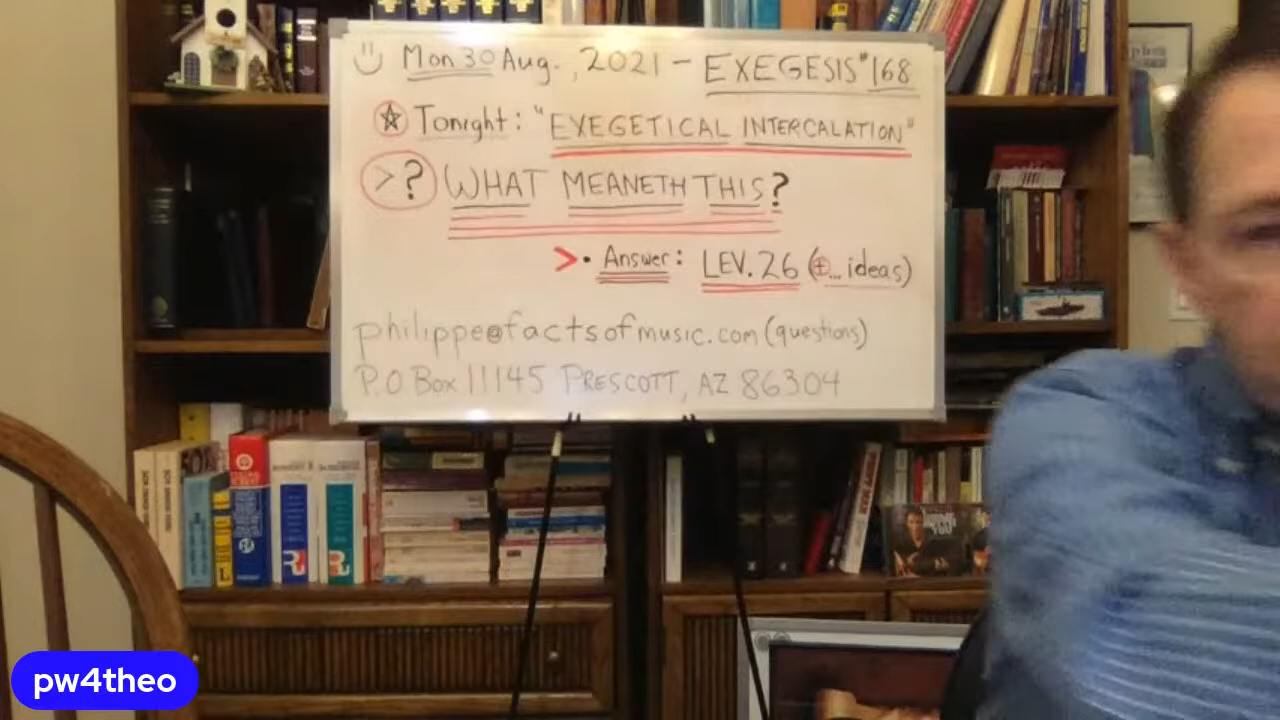 Mon 30 Aug., 2021 - EXEGESIS #168
Tonight: "EXEGETICAL INTERCALATION"
>? WHAT MEANETH THIS?
> • Answer: LEV. 26 (± ... ideas)
philippe@factsofmusic.com (questions)
P.O Box 11145 PRESCOTT, AZ 86304
pw4theo